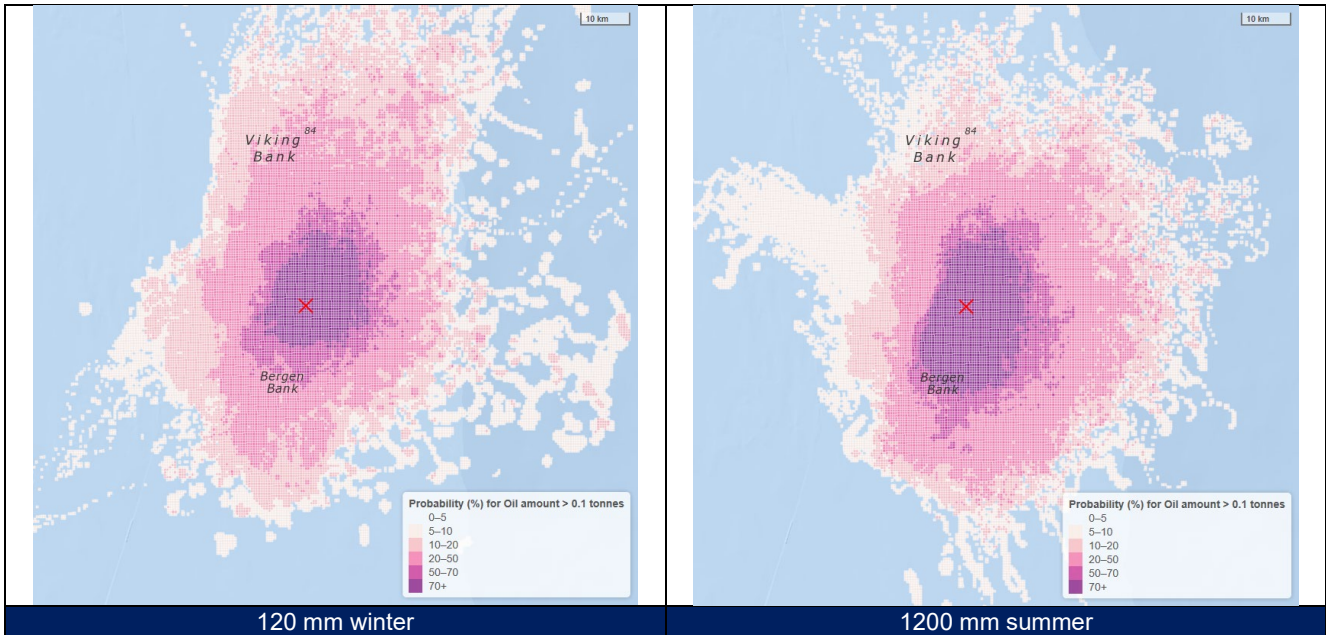 10 km
84
Viking
Bank
Bergen
Bank
Probability (%) for Oil amount > 0.1 tonnes
0–5
5–10
10–20
20–50
50–70
70+
120 mm winter
10 km
84
Viking
Bank
Bergen
Bank
Probability (%) for Oil amount > 0.1 tonnes
0–5
5–10
10–20
20–50
50–70
70+
1200 mm summer